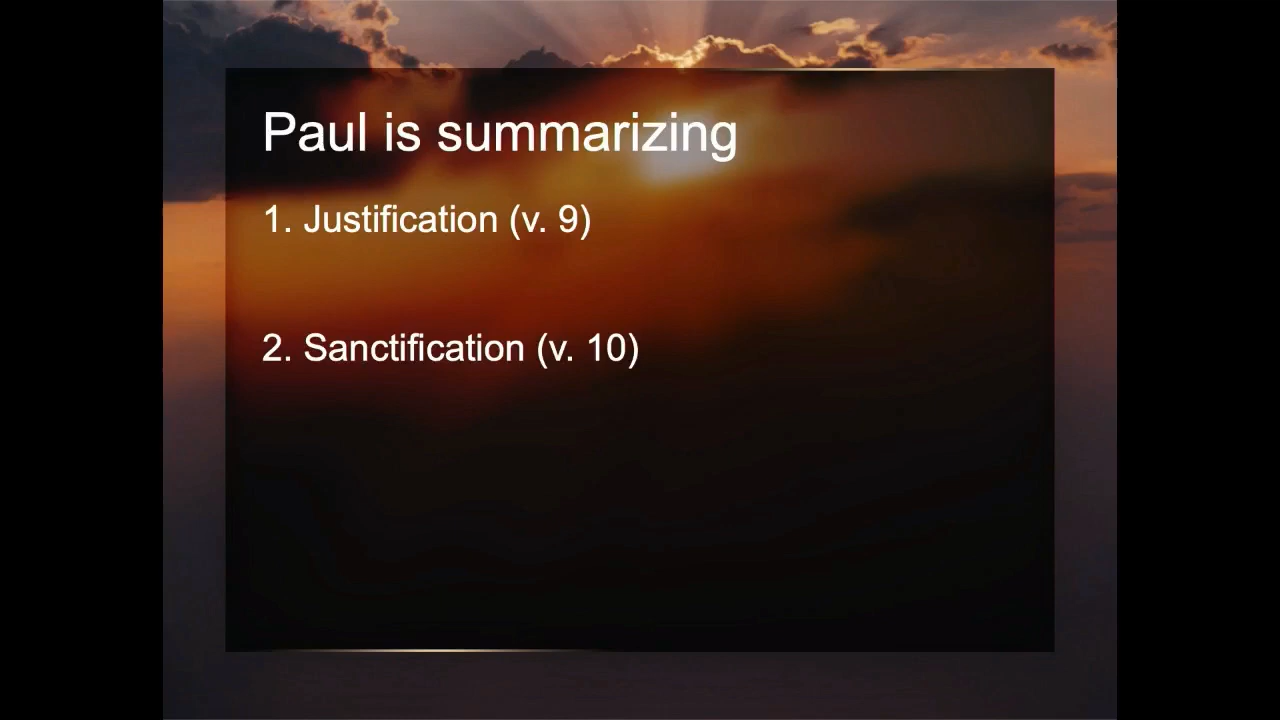 Paul is summarizing
1. Justification (v. 9)
2. Sanctification (v. 10)